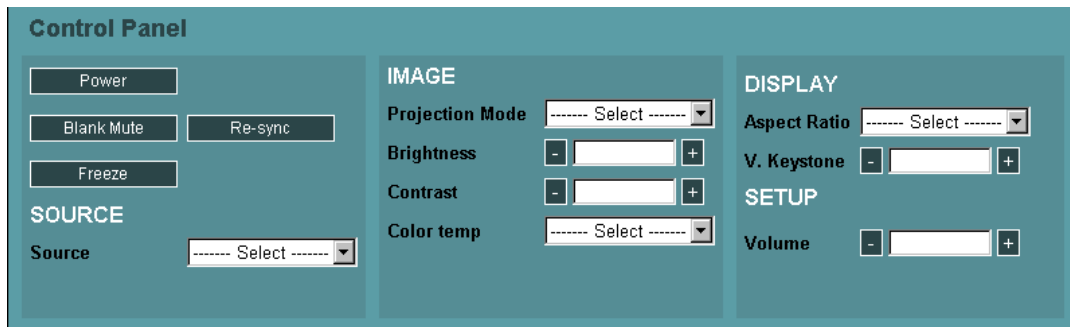 Control Panel
Power
Blank Mute Re-sync
Freeze
SOURCE
Source ------- Select -------
IMAGE
Projection Mode ------- Select -------
Brightness - +
Contrast - +
Color temp ------- Select -------
DISPLAY
Aspect Ratio ------- Select -------
V. Keystone - +
SETUP
Volume - +